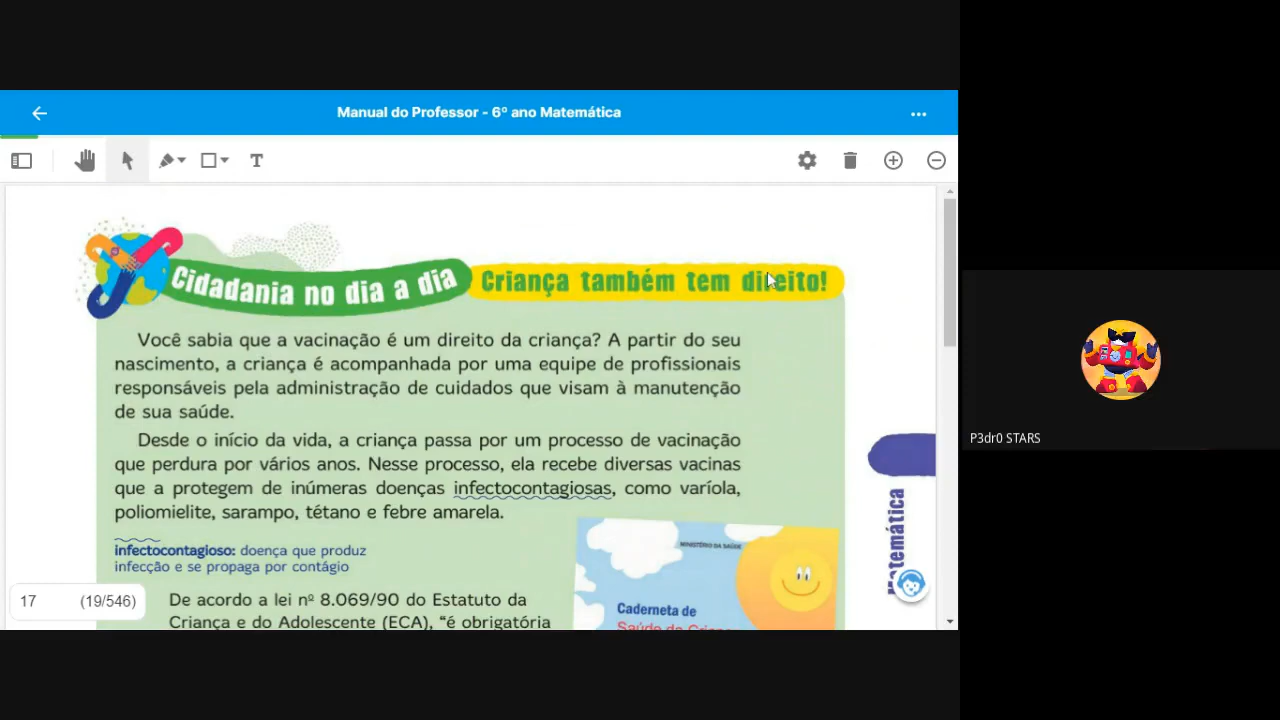 Manual do Professor - 6º ano Matemática
T
Cidadania no dia a dia
Criança também tem direito!
Você sabia que a vacinação é um direito da criança? A partir do seu
nascimento, a criança é acompanhada por uma equipe de profissionais
responsáveis pela administração de cuidados que visam à manutenção
de sua saúde.
Desde o início da vida, a criança passa por um processo de vacinação
que perdura por vários anos. Nesse processo, ela recebe diversas vacinas
que a protegem de inúmeras doenças infectocontagiosas, como varíola,
poliomielite, sarampo, tétano e febre amarela.
infectocontagioso: doença que produz
infecção e se propaga por contágio
De acordo a lei nº 8.069/90 do Estatuto da
Criança e do Adolescente (ECA), “é obrigatória
MINISTÉRIO DA SAÚDE
Caderneta de
Saúde da Criança
Matemática
17 (19/546)
P3dr0 STARS